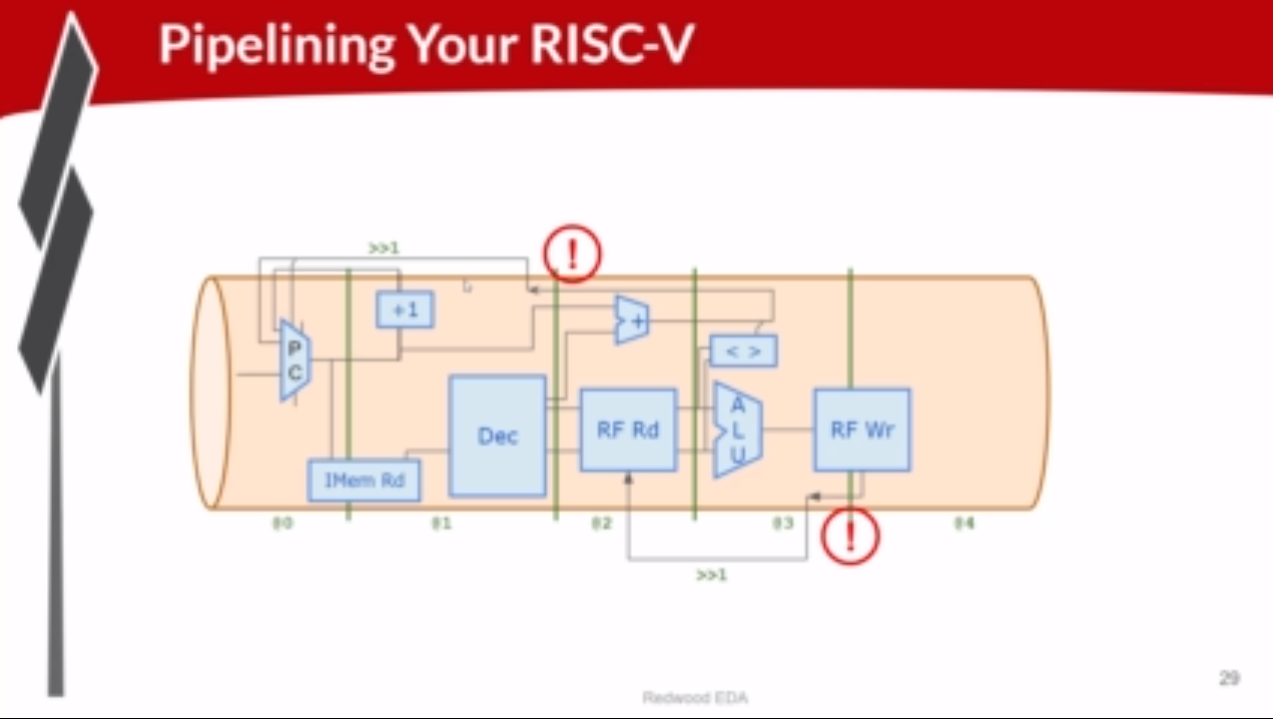 Pipelining Your RISC-V
>>1
!
+1
+
P
C
< >
A
L
U
Dec
RF Rd
RF Wr
IMem Rd
@0
@1
@2
@3
@4
!
>>1
29
Redwood EDA